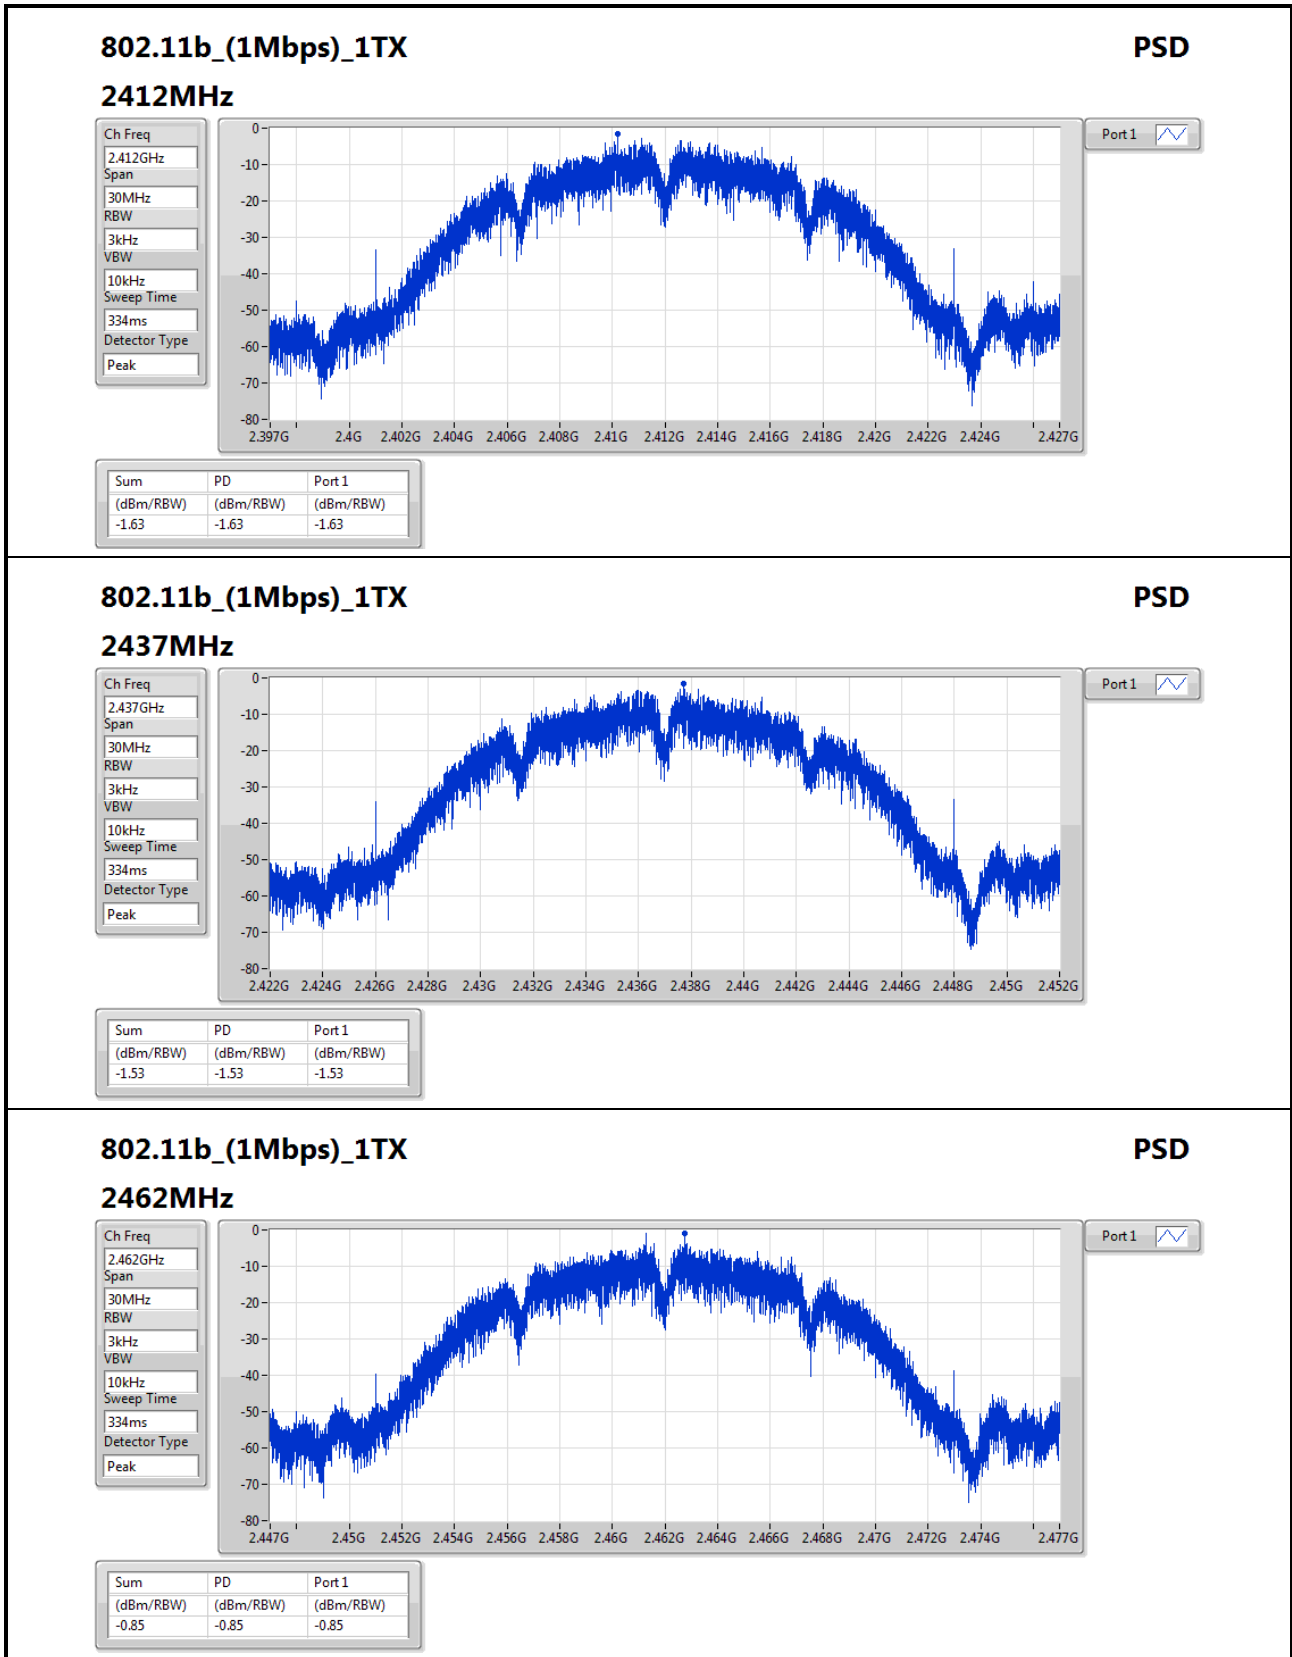 802.11b_(1Mbps)_1TX PSD
2412MHz
Ch Freq
2.412GHz
Span
30MHz
RBW
3kHz
VBW
10kHz
Sweep Time
334ms
Detector Type
Peak
0
-10
-20
-30
-40
-50
-60
-70
-80
2.397G 2.4G 2.402G 2.404G 2.406G 2.408G 2.41G 2.412G 2.414G 2.416G 2.418G 2.42G 2.422G 2.424G 2.427G
Port 1
Sum PD Port 1
(dBm/RBW) (dBm/RBW) (dBm/RBW)
-1.63 -1.63 -1.63
802.11b_(1Mbps)_1TX PSD
2437MHz
Ch Freq
2.437GHz
Span
30MHz
RBW
3kHz
VBW
10kHz
Sweep Time
334ms
Detector Type
Peak
0
-10
-20
-30
-40
-50
-60
-70
-80
2.422G 2.424G 2.426G 2.428G 2.43G 2.432G 2.434G 2.436G 2.438G 2.44G 2.442G 2.444G 2.446G 2.448G 2.45G 2.452G
Port 1
Sum PD Port 1
(dBm/RBW) (dBm/RBW) (dBm/RBW)
-1.53 -1.53 -1.53
802.11b_(1Mbps)_1TX PSD
2462MHz
Ch Freq
2.462GHz
Span
30MHz
RBW
3kHz
VBW
10kHz
Sweep Time
334ms
Detector Type
Peak
0
-10
-20
-30
-40
-50
-60
-70
-80
2.447G 2.45G 2.452G 2.454G 2.456G 2.458G 2.46G 2.462G 2.464G 2.466G 2.468G 2.47G 2.472G 2.474G 2.477G
Port 1
Sum PD Port 1
(dBm/RBW) (dBm/RBW) (dBm/RBW)
-0.85 -0.85 -0.85